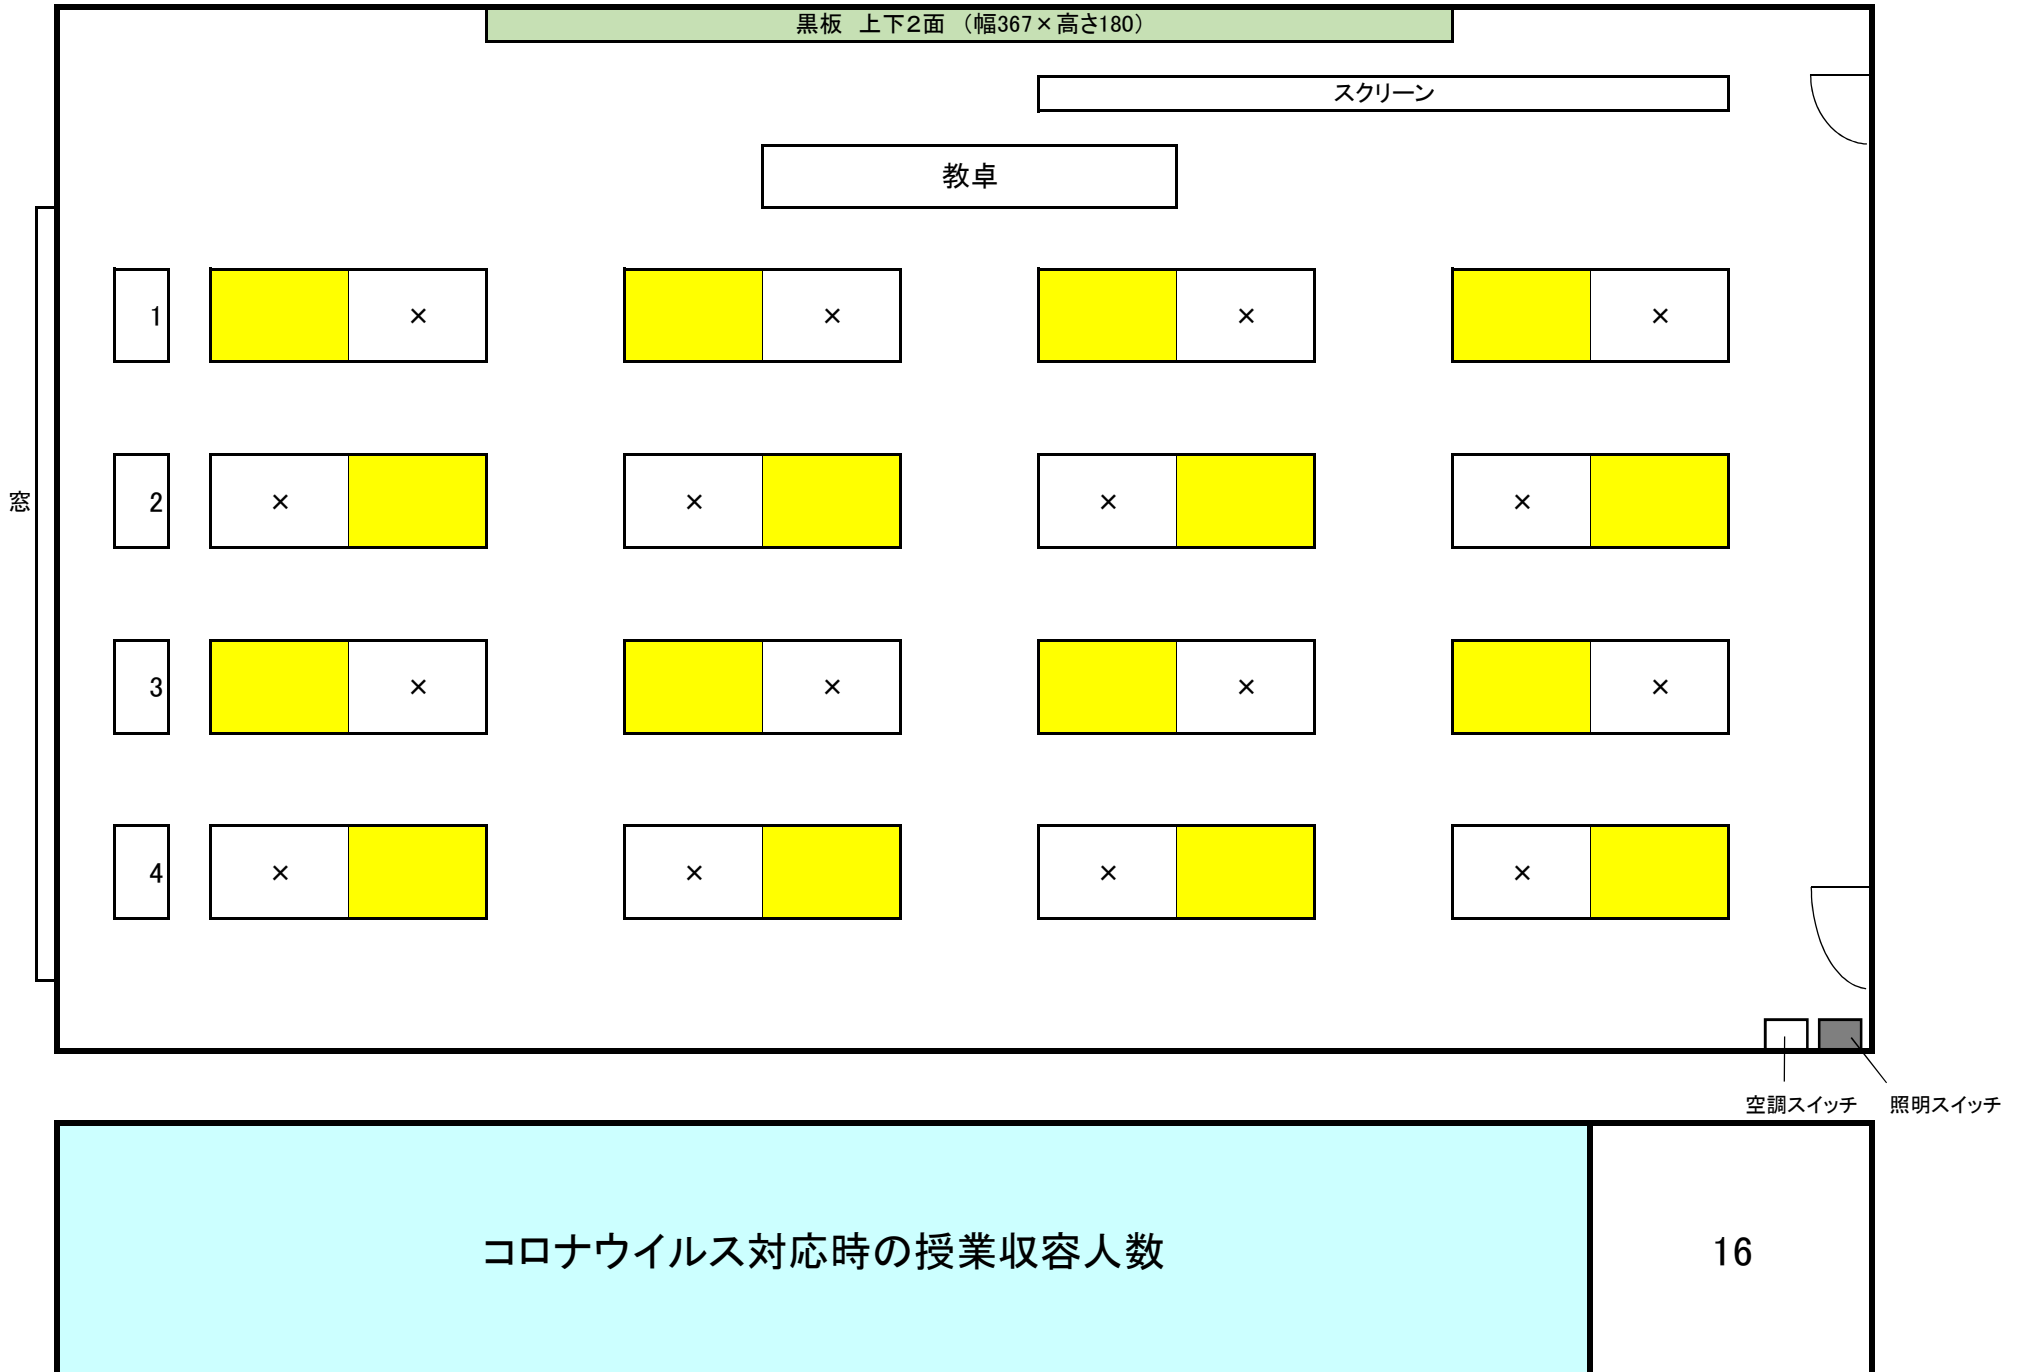 黒板　上下２面　（幅367×高さ180）
スクリーン
教卓
1 × × × ×
2 × × × ×
窓
3 × × × ×
4 × × × ×
空調スイッチ 照明スイッチ
コロナウイルス対応時の授業収容人数 16